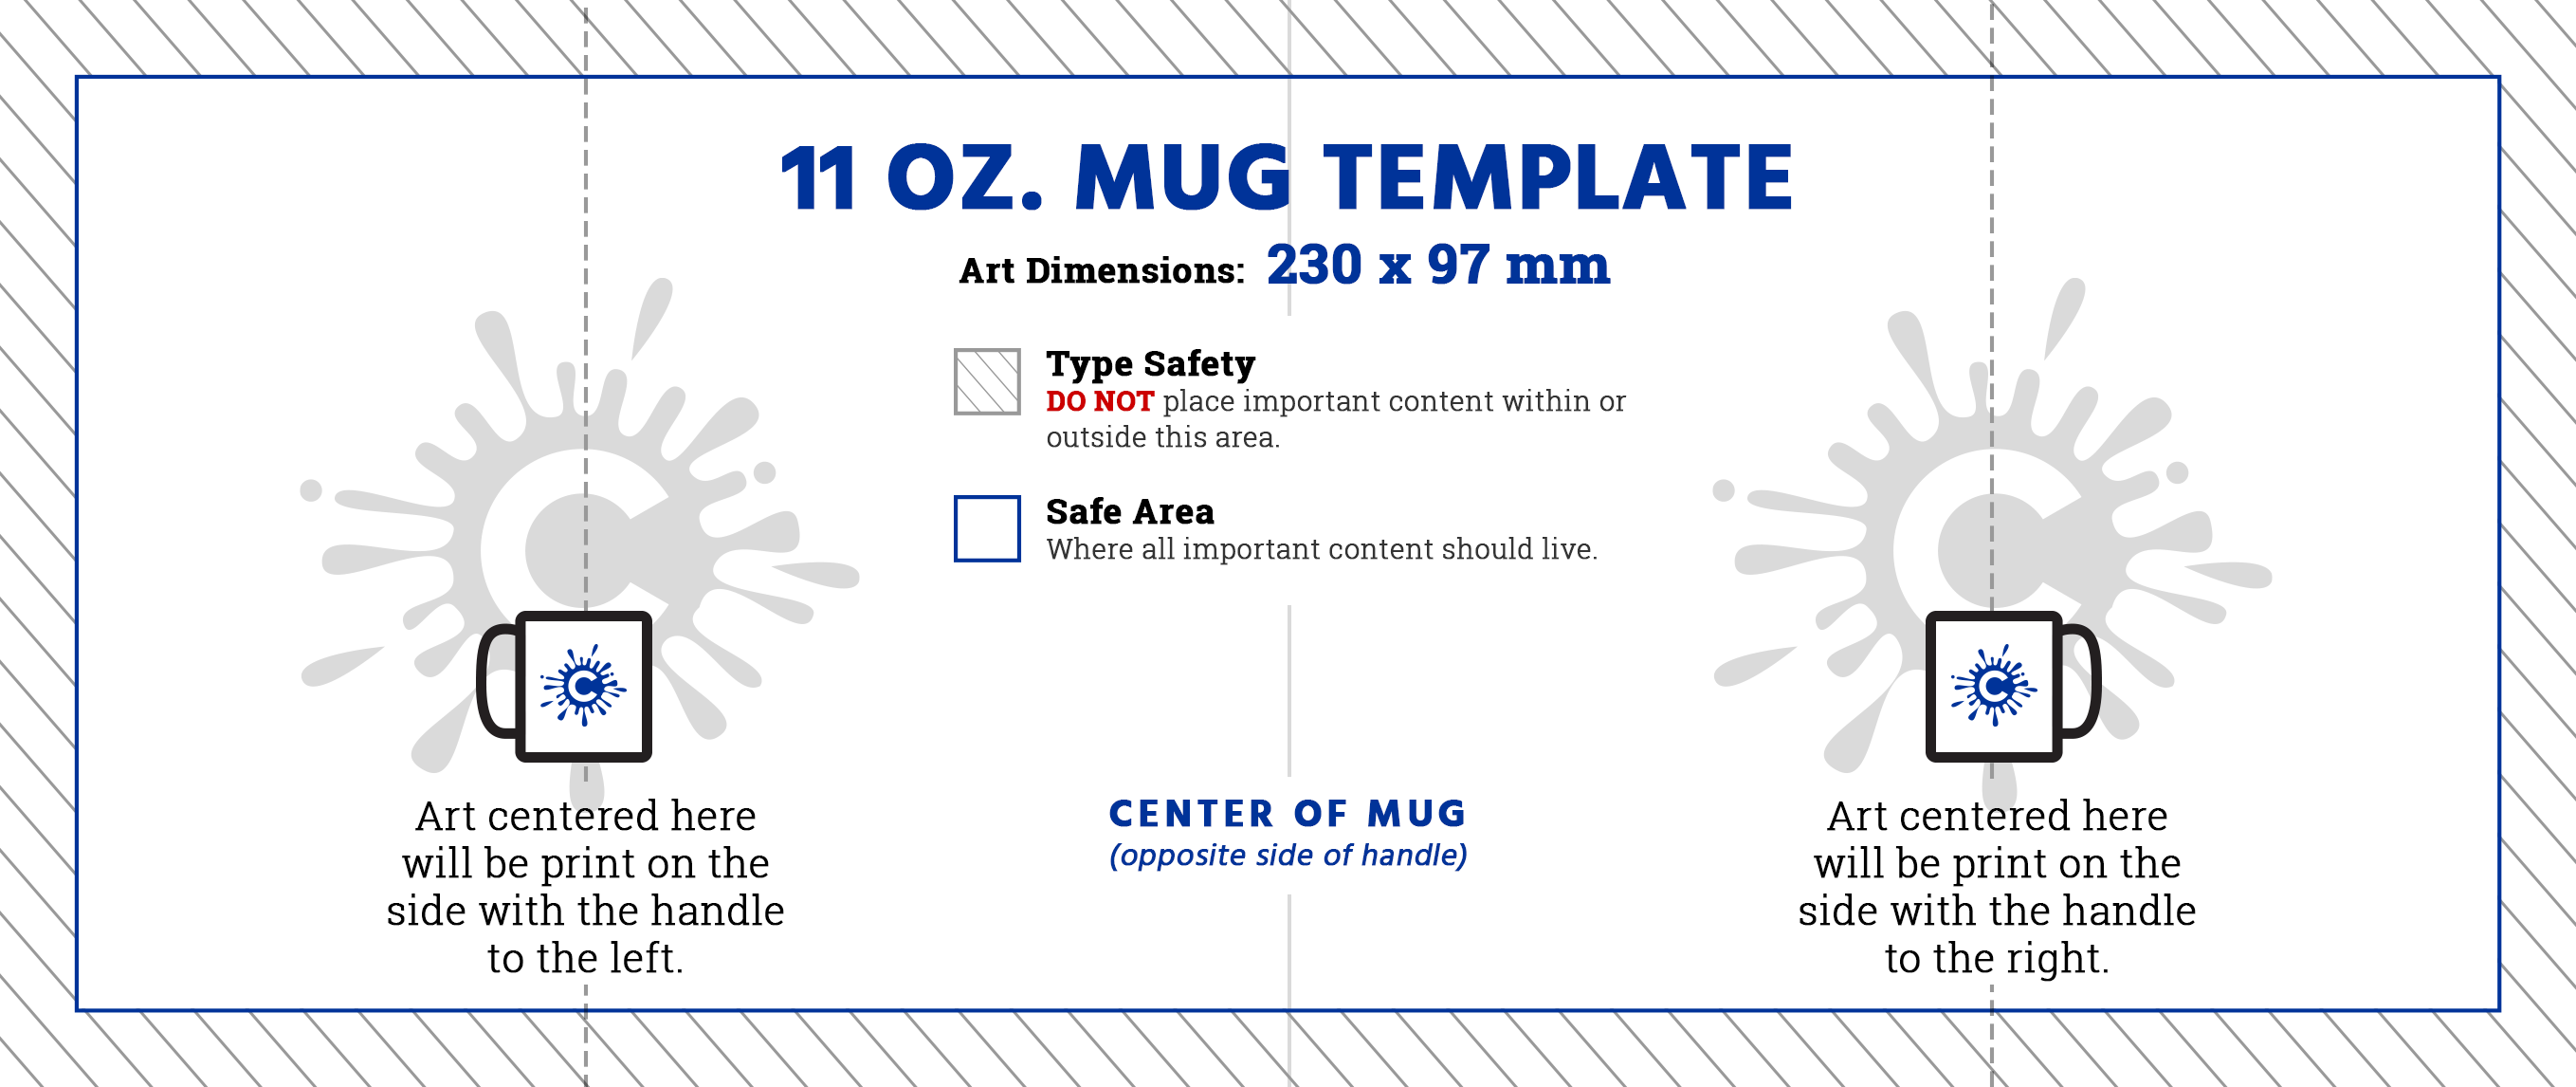 11 OZ. MUG TEMPLATE
Art Dimensions: 230 x 97 mm
Type Safety
DO NOT place important content within or
outside this area.
Safe Area
Where all important content should live.
Art centered here
will be print on the
side with the handle
to the left.
CENTER OF MUG
(opposite side of handle)
Art centered here
will be print on the
side with the handle
to the right.